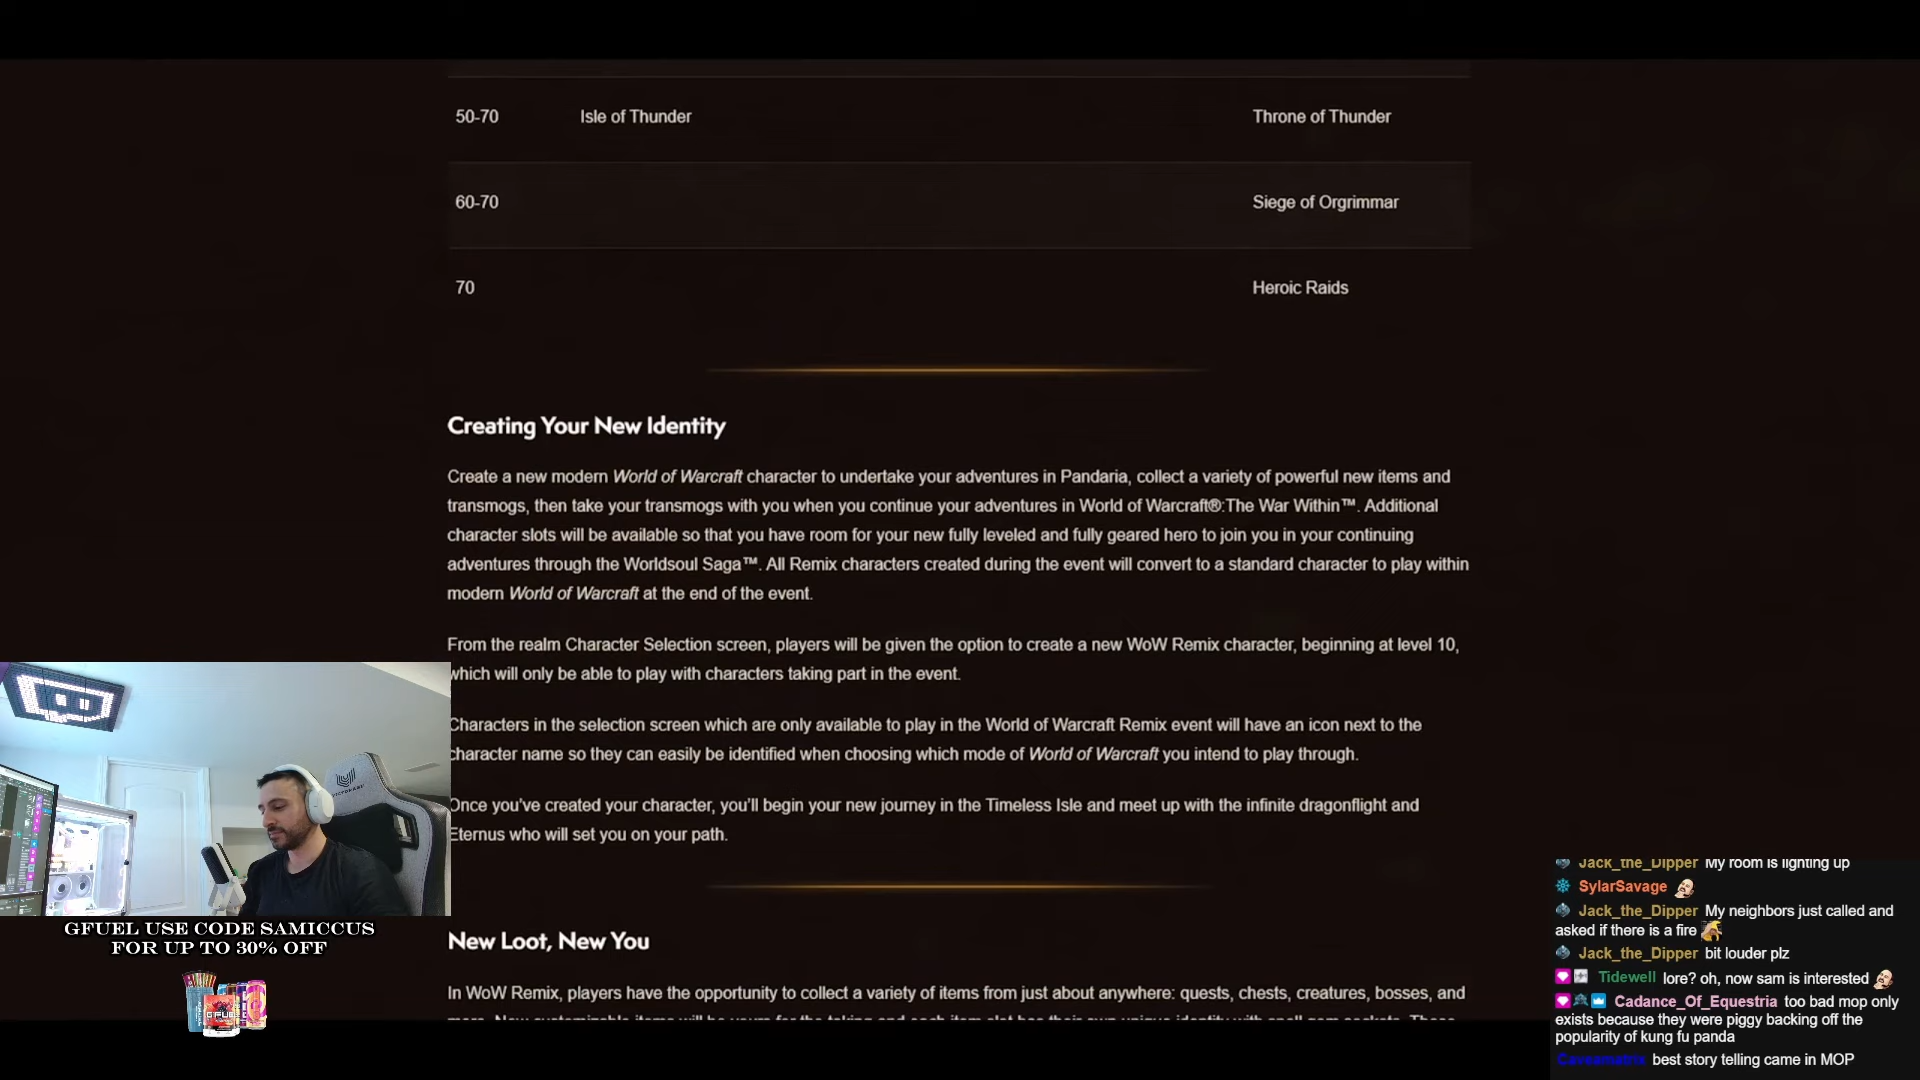 50-70 Isle of Thunder Throne of Thunder
60-70 Siege of Orgrimmar
70 Heroic Raids
Creating Your New Identity
Create a new modern World of Warcraft character to undertake your adventures in Pandaria, collect a variety of powerful new items and
transmogs, then take your transmogs with you when you continue your adventures in World of Warcraft®:The War Within™. Additional
character slots will be available so that you have room for your new fully leveled and fully geared hero to join you in your continuing
adventures through the Worldsoul Saga™. All Remix characters created during the event will convert to a standard character to play within
modern World of Warcraft at the end of the event.
From the realm Character Selection screen, players will be given the option to create a new WoW Remix character, beginning at level 10,
which will only be able to play with characters taking part in the event.
Characters in the selection screen which are only available to play in the World of Warcraft Remix event will have an icon next to the
character name so they can easily be identified when choosing which mode of World of Warcraft you intend to play through.
Once you've created your character, you'll begin your new journey in the Timeless Isle and meet up with the infinite dragonflight and
Eternus who will set you on your path.
New Loot, New You
In WoW Remix, players have the opportunity to collect a variety of items from just about anywhere: quests, chests, creatures, bosses, and
GFUEL USE CODE SAMICCUS
FOR UP TO 30% OFF
GFUEL
Jack_the_Dipper My room is lighting up
SylarSavage
Jack_the_Dipper My neighbors just called and
asked if there is a fire
Jack_the_Dipper bit louder plz
Tidewell lore? oh, now sam is interested
Cadance_Of_Equestria too bad mop only
exists because they were piggy backing off the
popularity of kung fu panda
best story telling came in MOP